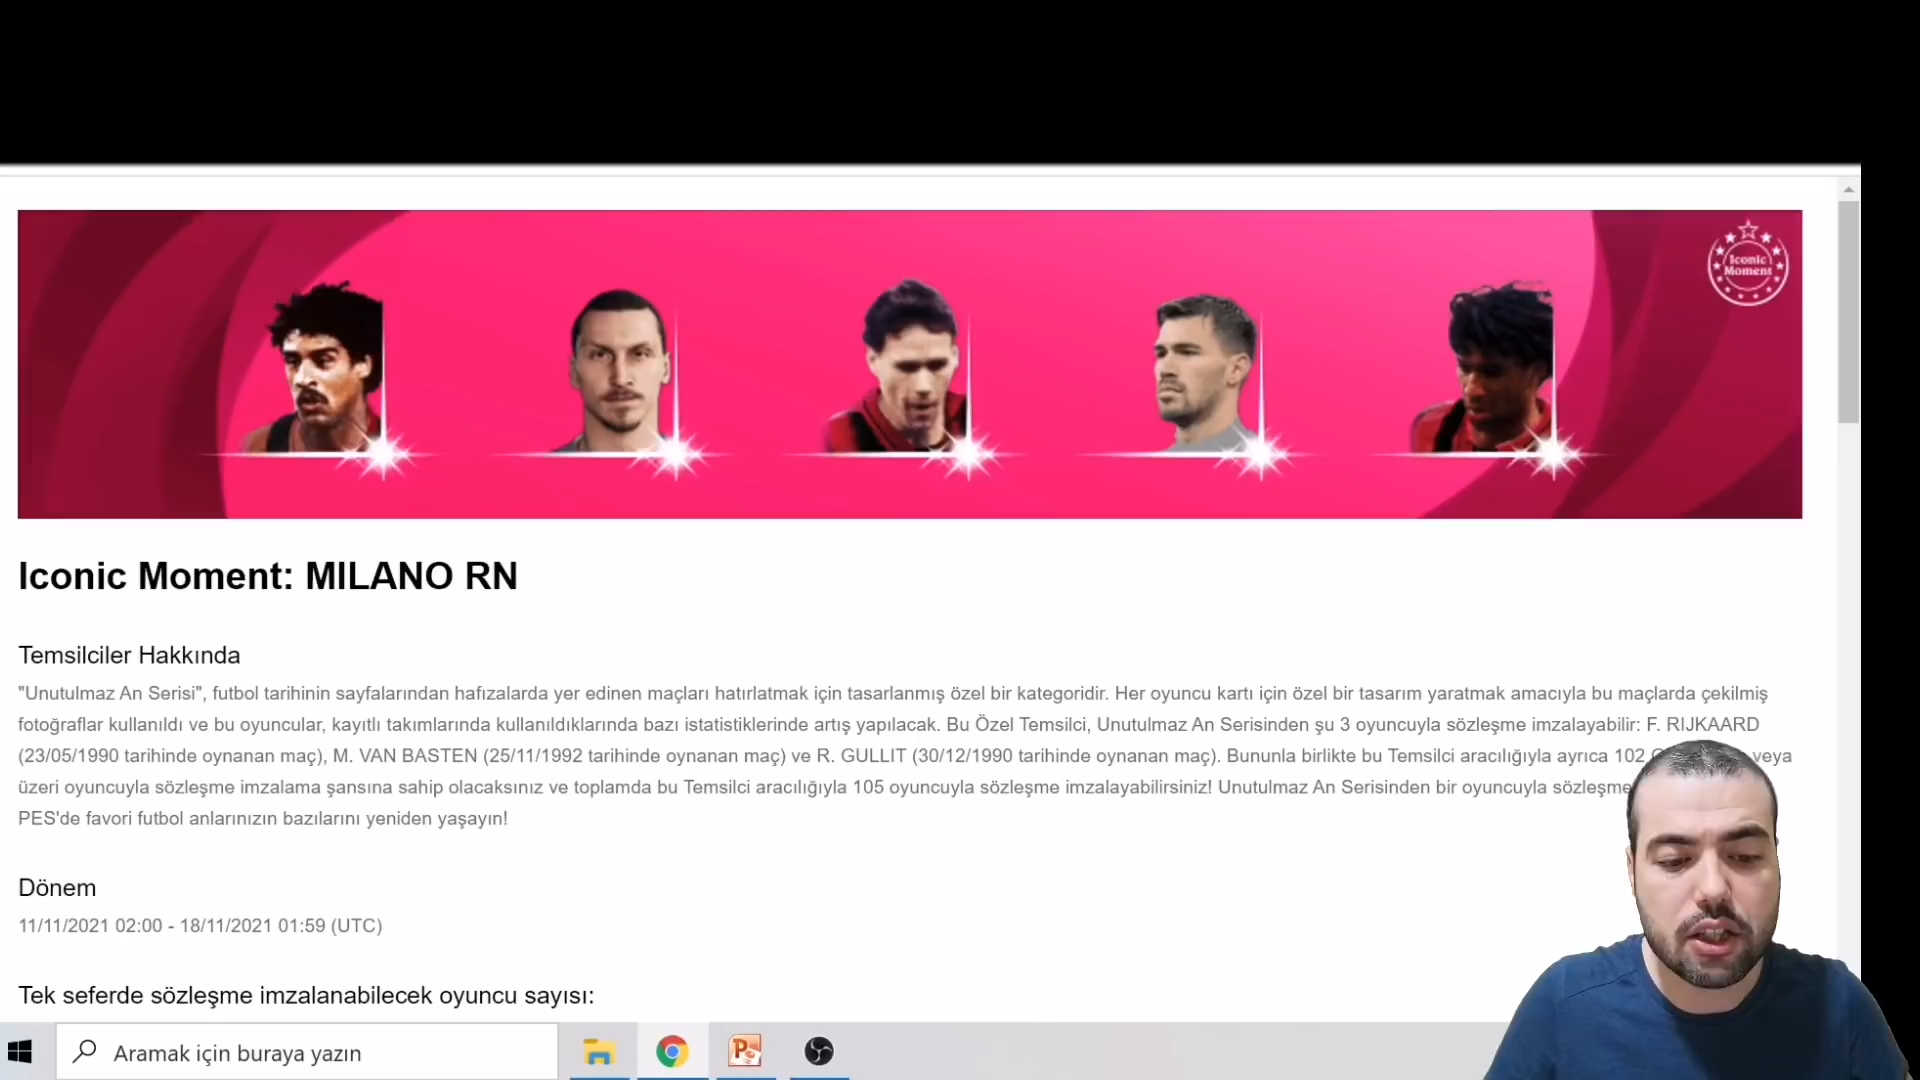 Iconic
Moment
Iconic Moment: MILANO RN
Temsilciler Hakkında
"Unutulmaz An Serisi", futbol tarihinin sayfalarından hafızalarda yer edinen maçları hatırlatmak için tasarlanmış özel bir kategoridir. Her oyuncu kartı için özel bir tasarım yaratmak amacıyla bu maçlarda çekilmiş
fotoğraflar kullanıldı ve bu oyuncular, kayıtlı takımlarında kullanıldıklarında bazı istatistiklerinde artış yapılacak. Bu Özel Temsilci, Unutulmaz An Serisinden şu 3 oyuncuyla sözleşme imzalayabilir: F. RIJKAARD
(23/05/1990 tarihinde oynanan maç), M. VAN BASTEN (25/11/1992 tarihinde oynanan maç) ve R. GULLIT (30/12/1990 tarihinde oynanan maç). Bununla birlikte bu Temsilci aracılığıyla ayrıca 102 veya
üzeri oyuncuyla sözleşme imzalama şansına sahip olacaksınız ve toplamda bu Temsilci aracılığıyla 105 oyuncuyla sözleşme imzalayabilirsiniz! Unutulmaz An Serisinden bir oyuncuyla sözleşme
PES'de favori futbol anlarınızın bazılarını yeniden yaşayın!
Dönem
11/11/2021 02:00 - 18/11/2021 01:59 (UTC)
Tek seferde sözleşme imzalanabilecek oyuncu sayısı:
Aramak için buraya yazın